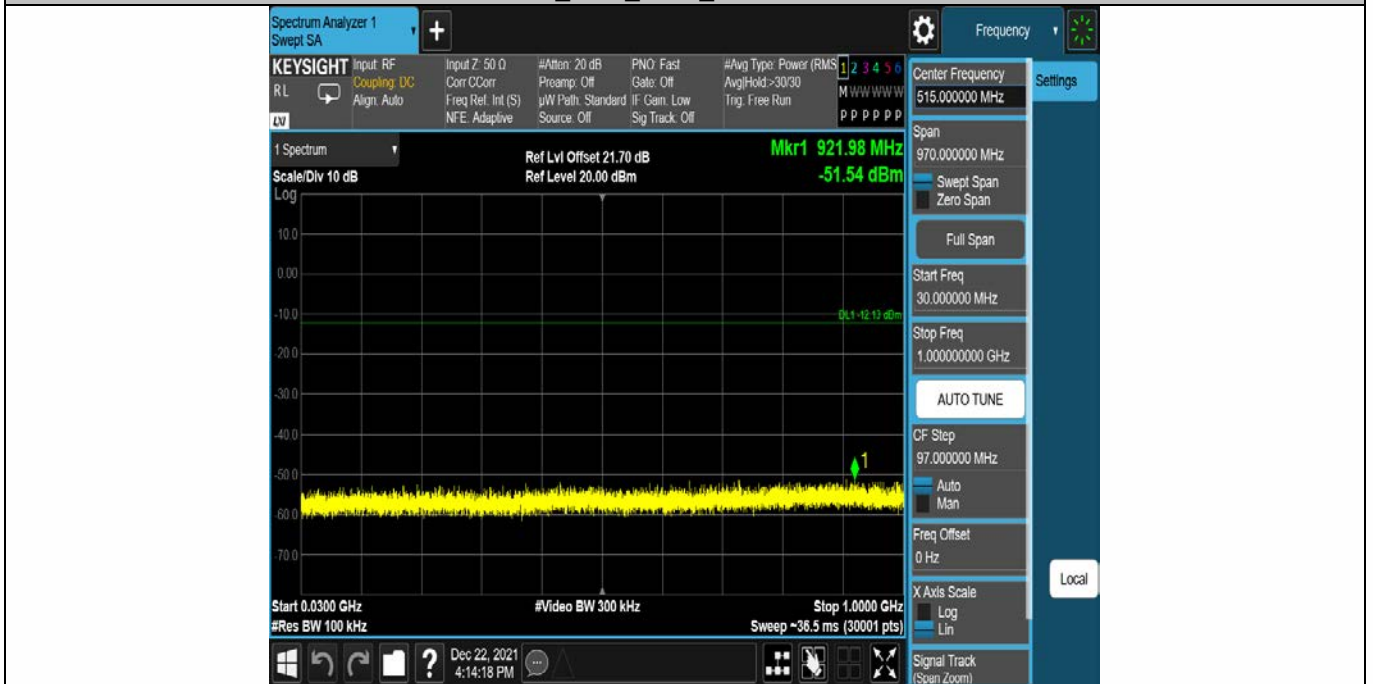 Spectrum Analyzer 1
Swept SA
+
Frequency
KEYSIGHT
RL
LXI
Input: RF
Coupling: DC
Align: Auto
Input Z: 50 Ω
Corr CCorr
Freq Ref: Int (S)
NFE: Adaptive
#Atten: 20 dB
Preamp: Off
µW Path: Standard
Source: Off
PNO: Fast
Gate: Off
IF Gain: Low
Sig Track: Off
#Avg Type: Power (RMS
Avg|Hold:>30/30
Trig: Free Run
1 2 3 4 5 6
M W W W W W
P P P P P P
1 Spectrum
Scale/Div 10 dB
Log
Ref Lvl Offset 21.70 dB
Ref Level 20.00 dBm
Mkr1 921.98 MHz
-51.54 dBm
10.0
0.00
-10.0
DL1 -12.13 dBm
-20.0
-30.0
-40.0
-50.0
1
-60.0
-70.0
Start 0.0300 GHz
#Res BW 100 kHz
#Video BW 300 kHz
Stop 1.0000 GHz
Sweep ~36.5 ms (30001 pts)
?
Dec 22, 2021
4:14:18 PM
Center Frequency
515.000000 MHz
Settings
Span
970.000000 MHz
Swept Span
Zero Span
Full Span
Start Freq
30.000000 MHz
Stop Freq
1.000000000 GHz
AUTO TUNE
CF Step
97.000000 MHz
Auto
Man
Freq Offset
0 Hz
Local
X Axis Scale
Log
Lin
Signal Track
(Span Zoom)